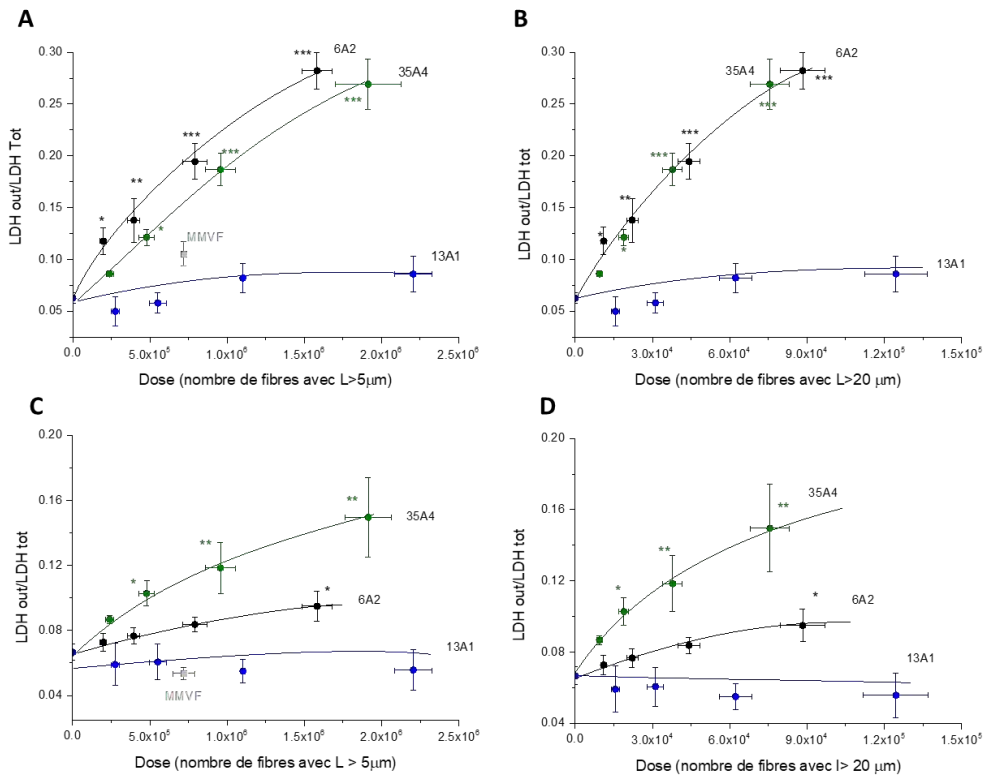 A
0.30
0.25
0.20
0.15
0.10
0.05
LDH out/LDH Tot
*
**
***
***
6A2
35A4
***
***
*
MMVF
13A1
0.0
5.0x10⁵
1.0x10⁶
1.5x10⁶
2.0x10⁶
2.5x10⁶
Dose (nombre de fibres avec L>5µm)
B
0.30
0.25
0.20
0.15
0.10
0.05
LDH out/LDH tot
*
**
***
***
6A2
35A4
***
***
*
13A1
0.0
3.0x10⁴
6.0x10⁴
9.0x10⁴
1.2x10⁵
1.5x10⁵
Dose (nombre de fibres avec L>20 µm)
C
0.20
0.16
0.12
0.08
0.04
LDH out/LDH tot
*
**
**
35A4
*
6A2
13A1
MMVF
0.0
5.0x10⁵
1.0x10⁶
1.5x10⁶
2.0x10⁶
2.5x10⁶
Dose (nombre de fibres avec L > 5µm)
D
0.20
0.16
0.12
0.08
0.04
LDH out/LDH tot
*
**
**
35A4
*
6A2
13A1
0.0
3.0x10⁴
6.0x10⁴
9.0x10⁴
1.2x10⁵
1.5x10⁵
Dose (nombre de fibres avec l> 20 µm)